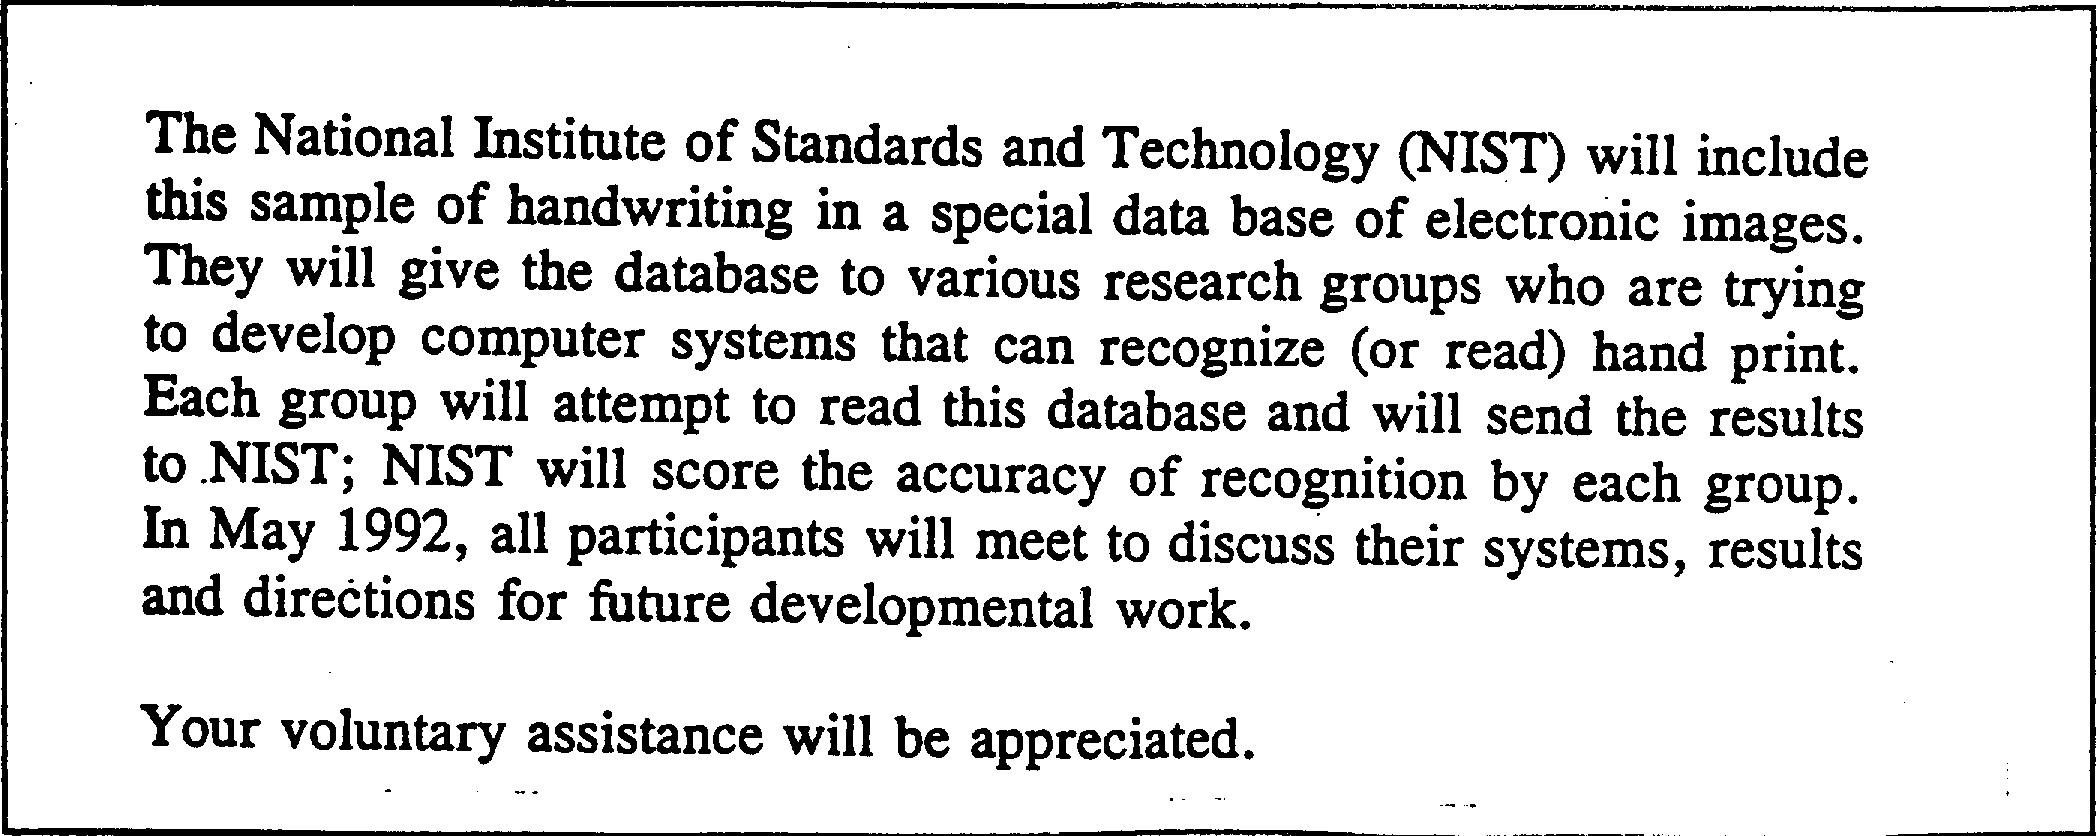 The National Institute of Standards and Technology (NIST) will include
this sample of handwriting in a special data base of electronic images.
They will give the database to various research groups who are trying
to develop computer systems that can recognize (or read) hand print.
Each group will attempt to read this database and will send the results
to NIST; NIST will score the accuracy of recognition by each group.
In May 1992, all participants will meet to discuss their systems, results
and directions for future developmental work.
Your voluntary assistance will be appreciated.